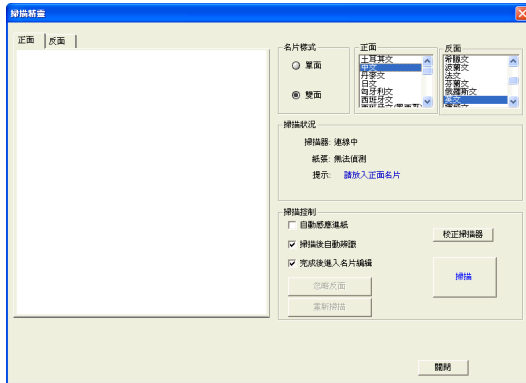 掃描精靈
正面
反面
名片樣式
單面
雙面
正面
土耳其文
中文
丹麥文
日文
匈牙利文
西班牙文
反面
希臘文
波蘭文
法文
芬蘭文
俄羅斯文
英文
掃描狀況
掃描器: 連線中
紙張: 無法偵測
提示: 請放入正面名片
掃描控制
自動感應進紙
掃描後自動辨識
完成後進入名片編輯
忽略反面
重新掃描
校正掃描器
掃描
關閉